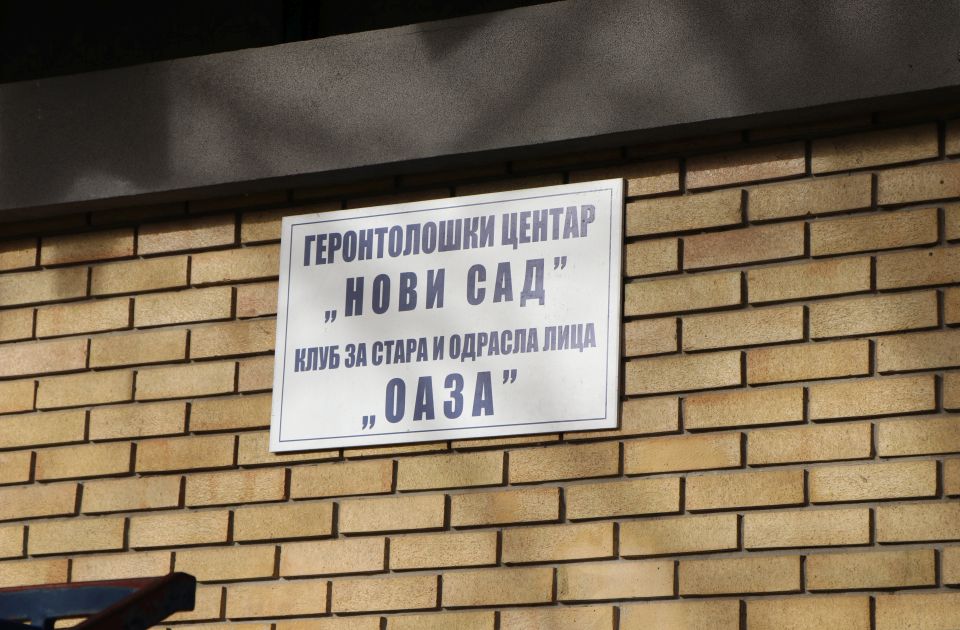 ГЕРОНТОЛОШКИ ЦЕНТАР
„НОВИ САД”
КЛУБ ЗА СТАРА И ОДРАСЛА ЛИЦА
„ОАЗА”